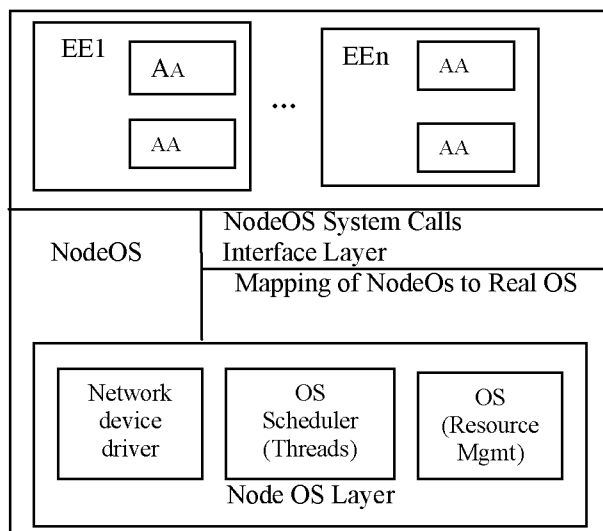 EE1
AA
AA
...
EEn
AA
AA
NodeOS
NodeOS System Calls
Interface Layer
Mapping of NodeOs to Real OS
Network
device
driver
OS
Scheduler
(Threads)
OS
(Resource
Mgmt)
Node OS Layer